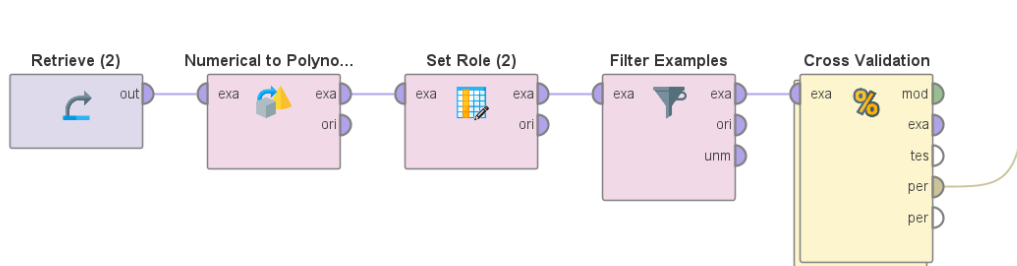 Retrieve (2)
out
Numerical to Polyno...
exa
exa
ori
Set Role (2)
exa
exa
ori
Filter Examples
exa
exa
ori
unm
Cross Validation
exa
%
mod
exa
tes
per
per